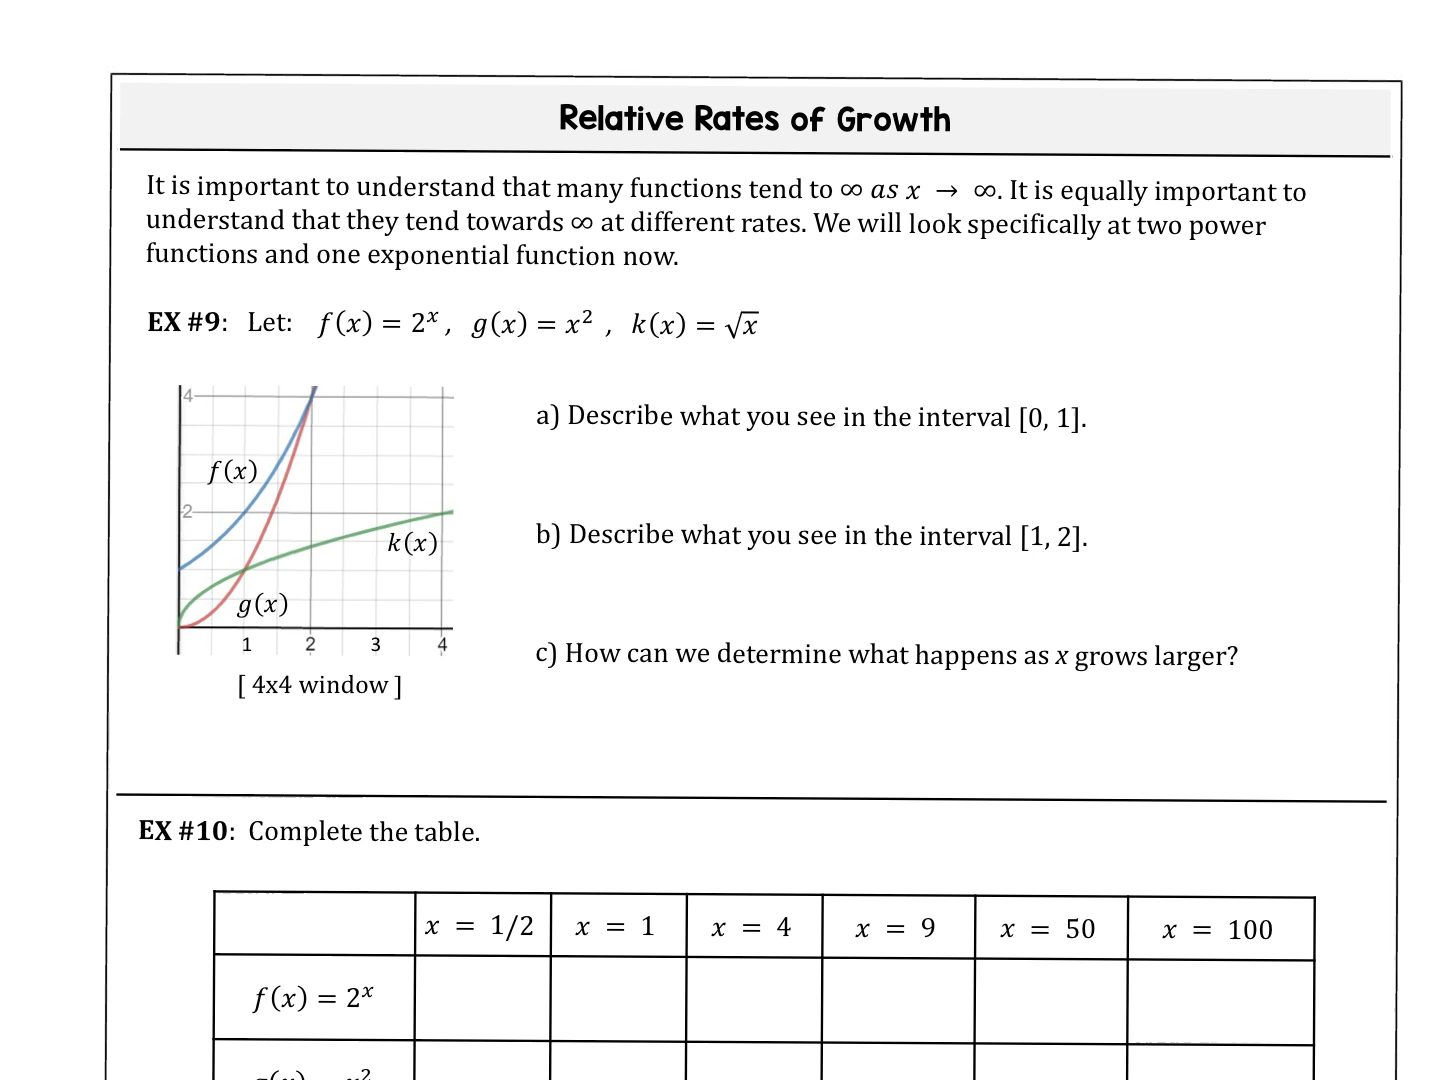 Relative Rates of Growth
It is important to understand that many functions tend to ∞ as x → ∞. It is equally important to
understand that they tend towards ∞ at different rates. We will look specifically at two power
functions and one exponential function now.
EX #9: Let: f(x) = 2ˣ, g(x) = x² , k(x) = √x
4
f(x)
2
k(x)
g(x)
1 2 3 4
[ 4x4 window ]
a) Describe what you see in the interval [0, 1].
b) Describe what you see in the interval [1, 2].
c) How can we determine what happens as x grows larger?
EX #10: Complete the table.
x = 1/2 x = 1 x = 4 x = 9 x = 50 x = 100
f(x) = 2ˣ